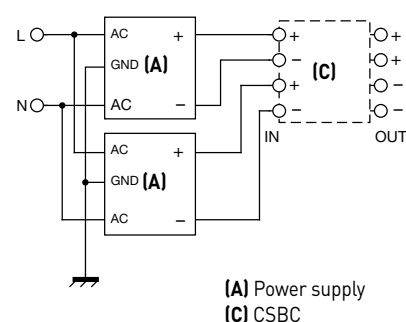 L AC + (A) + +
GND - (C) +
N AC - + -
- -
AC + IN OUT
GND (A)
AC -
(A) Power supply
(C) CSBC